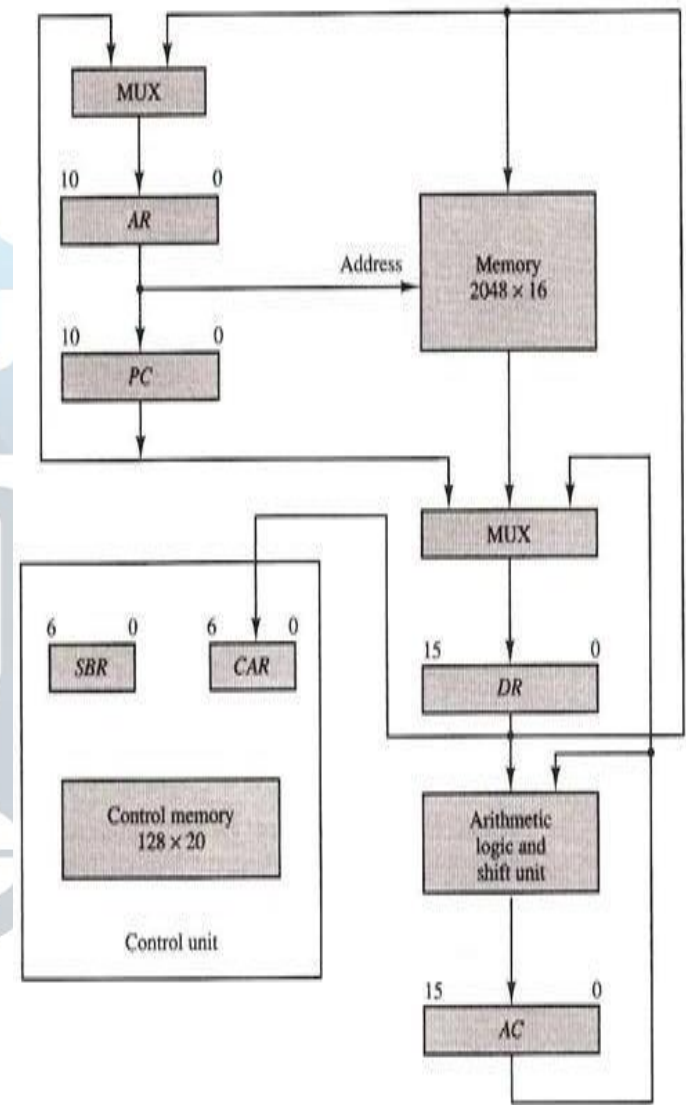 MUX
10 0
AR
Address
Memory
2048 × 16
10 0
PC
MUX
6 0
6 0
SBR
CAR
15 0
DR
Control memory
128 × 20
Arithmetic
logic and
shift unit
Control unit
15 0
AC